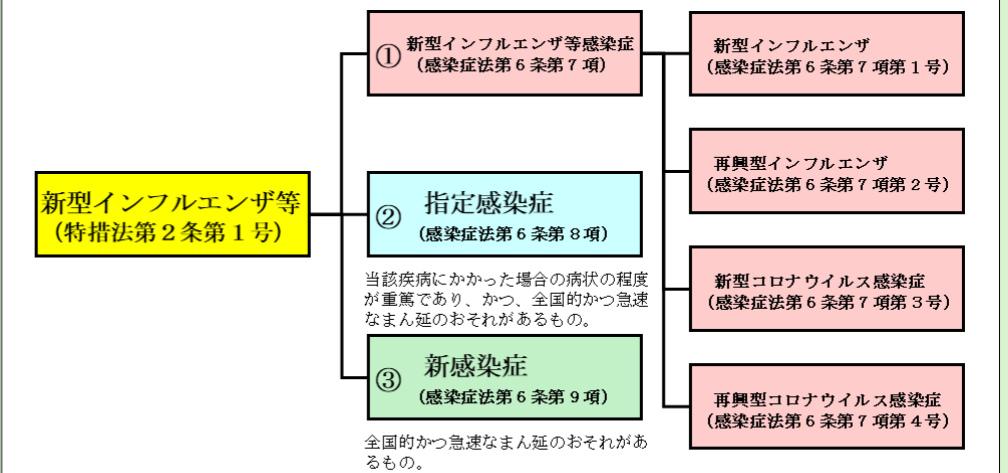 新型インフルエンザ等
（特措法第２条第１号）
① 新型インフルエンザ等感染症
（感染症法第６条第７項）
② 指定感染症
（感染症法第６条第８項）
当該疾病にかかった場合の病状の程度
が重篤であり、かつ、全国的かつ急速
なまん延のおそれがあるもの。
③ 新感染症
（感染症法第６条第９項）
全国的かつ急速なまん延のおそれがあ
るもの。
新型インフルエンザ
（感染症法第６条第７項第１号）
再興型インフルエンザ
（感染症法第６条第７項第２号）
新型コロナウイルス感染症
（感染症法第６条第７項第３号）
再興型コロナウイルス感染症
（感染症法第６条第７項第４号）